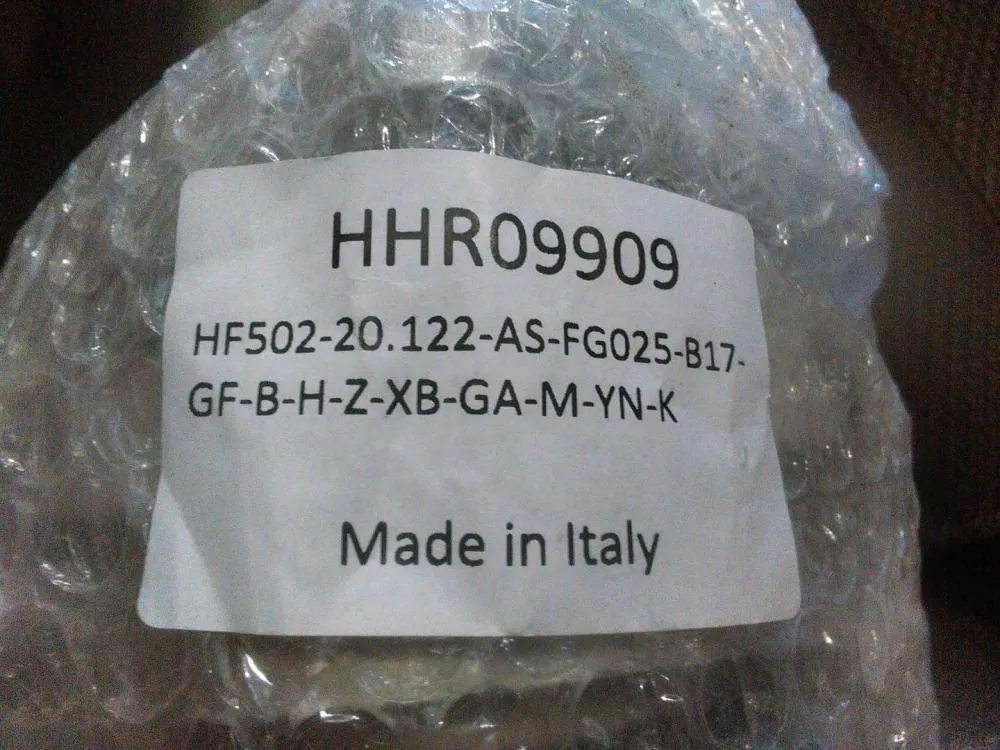 HHR09909
HF502-20.122-AS-FG025-B17-
GF-B-H-Z-XB-GA-M-YN-K
Made in Italy